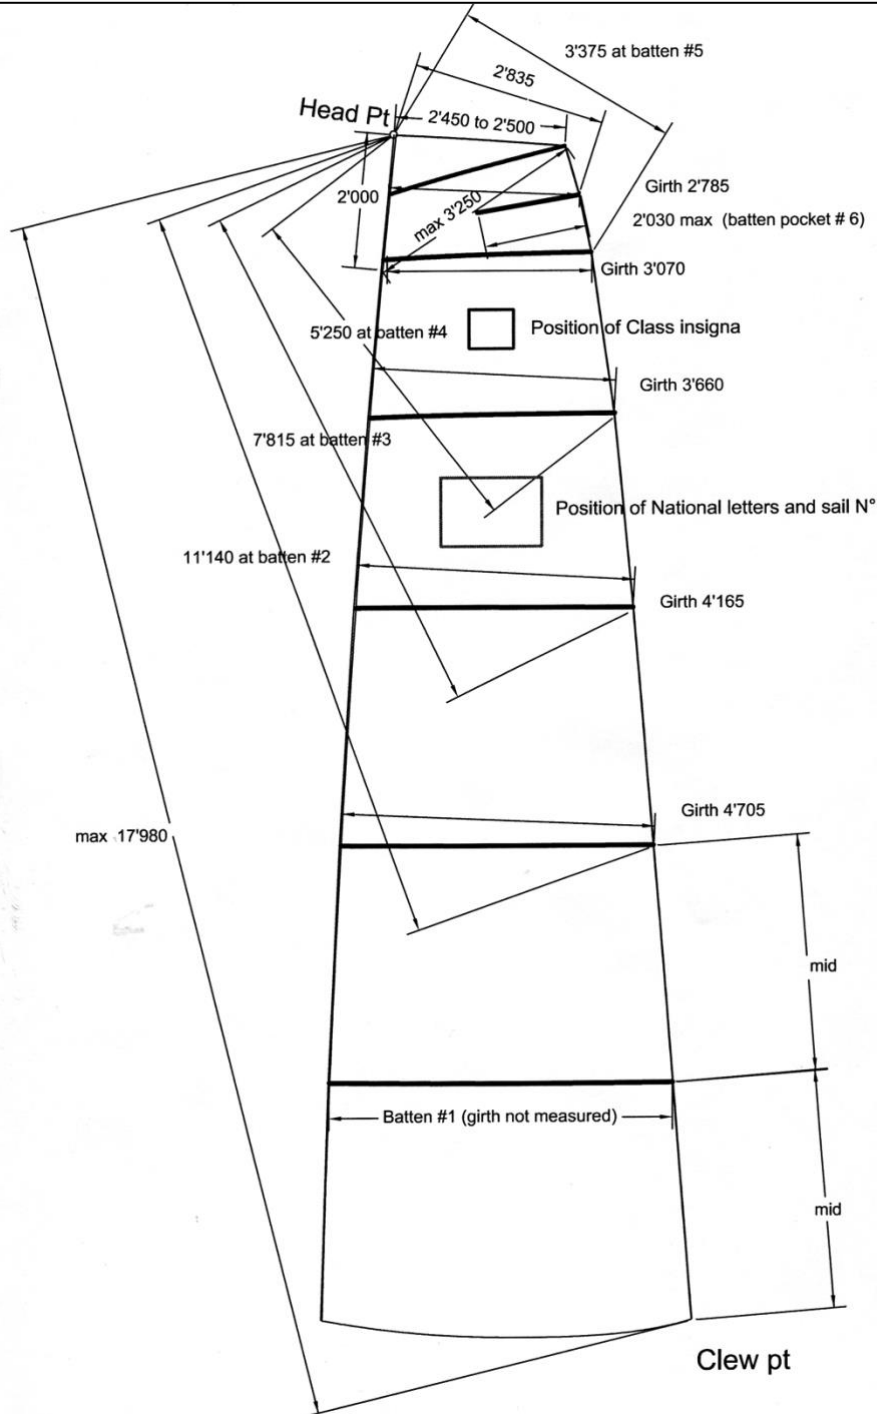 3'375 at batten #5
2'835
Head Pt
2'450 to 2'500
Girth 2'785
2'000
max 3'250
2'030 max (batten pocket # 6)
Girth 3'070
5'250 at batten #4
Position of Class insigna
Girth 3'660
7'815 at batten #3
Position of National letters and sail N°
11'140 at batten #2
Girth 4'165
Girth 4'705
max 17'980
mid
Batten #1 (girth not measured)
mid
Clew pt